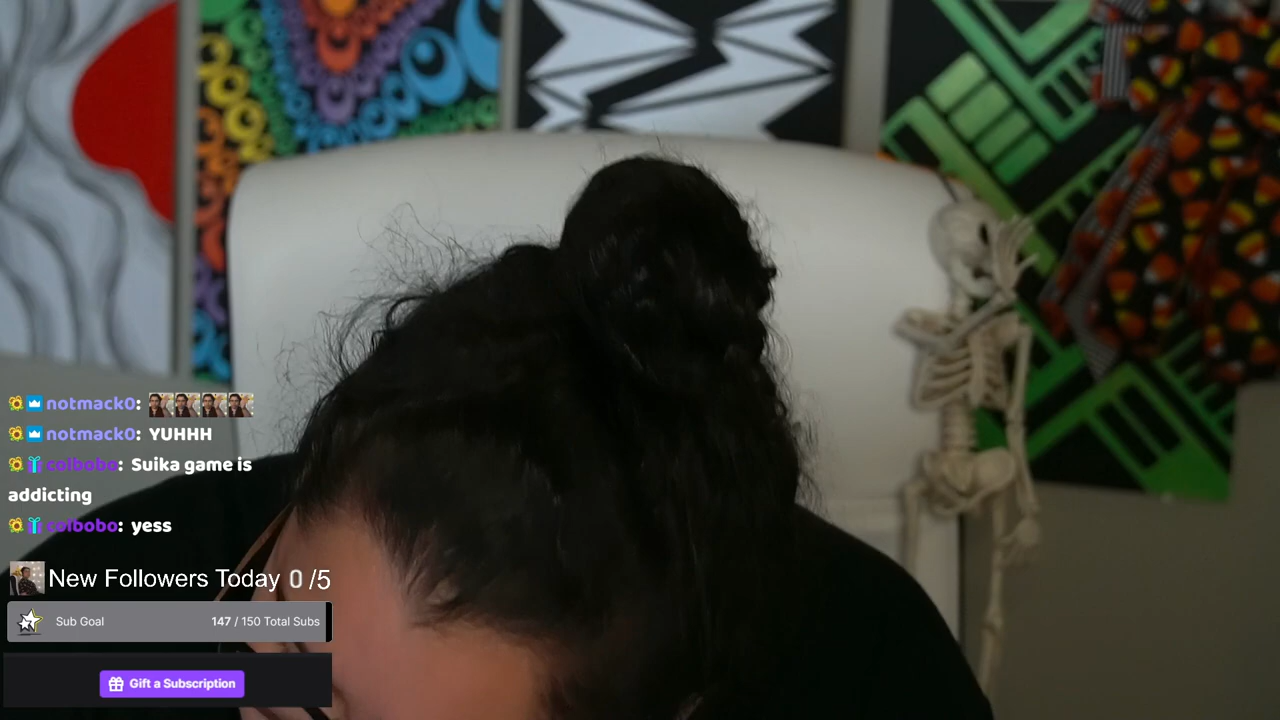 notmack0:
notmack0: YUHHH
colbobo: Suika game is
addicting
colbobo: yess
New Followers Today 0 /5
Sub Goal 147 / 150 Total Subs
Gift a Subscription